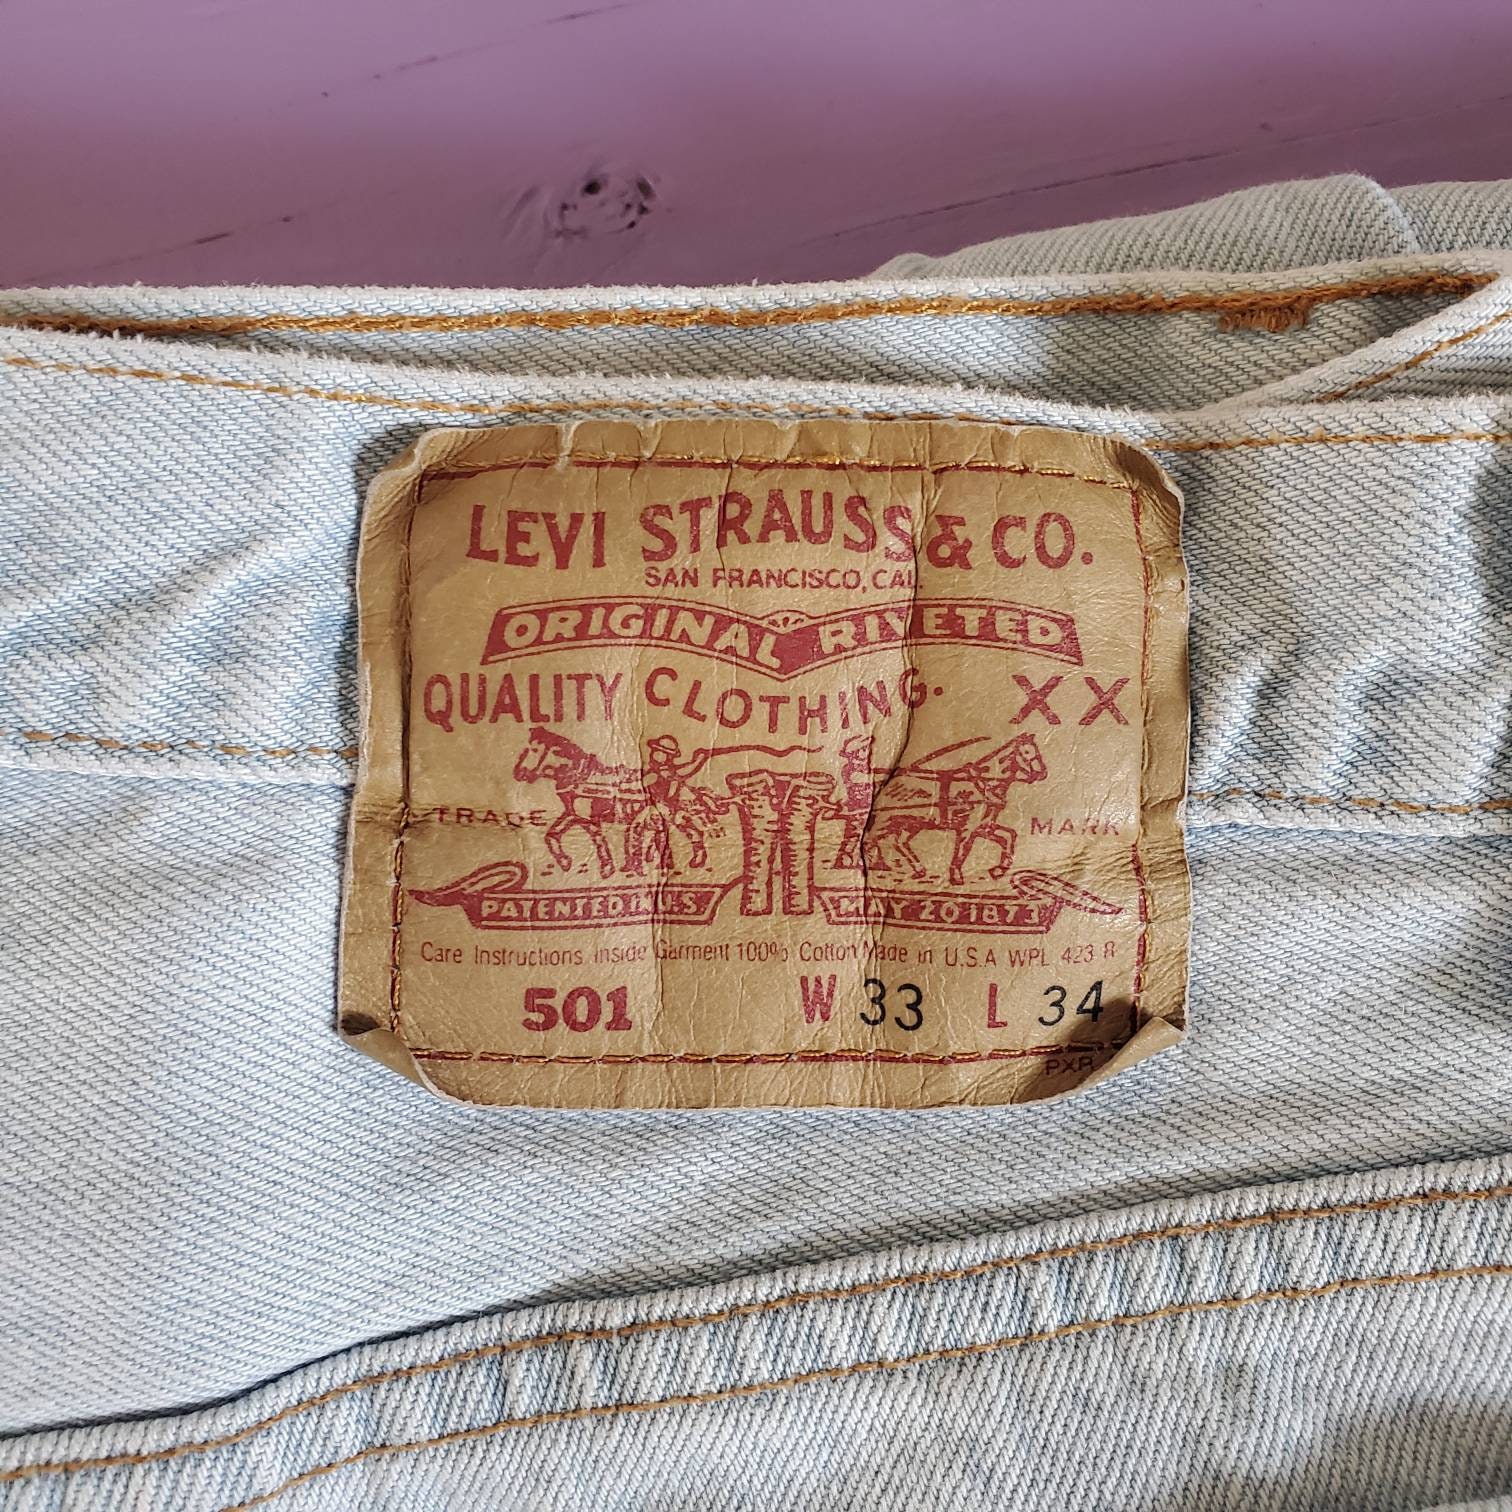 LEVI STRAUSS & CO.
SAN FRANCISCO, CAL.
ORIGINAL RIVETED
QUALITY CLOTHING. XX
TRADE MARK
PATENTED IN U.S. MAY 20 1873
Care Instructions Inside Garment 100% Cotton Made in U.S.A WPL 423 R
501 W 33 L 34